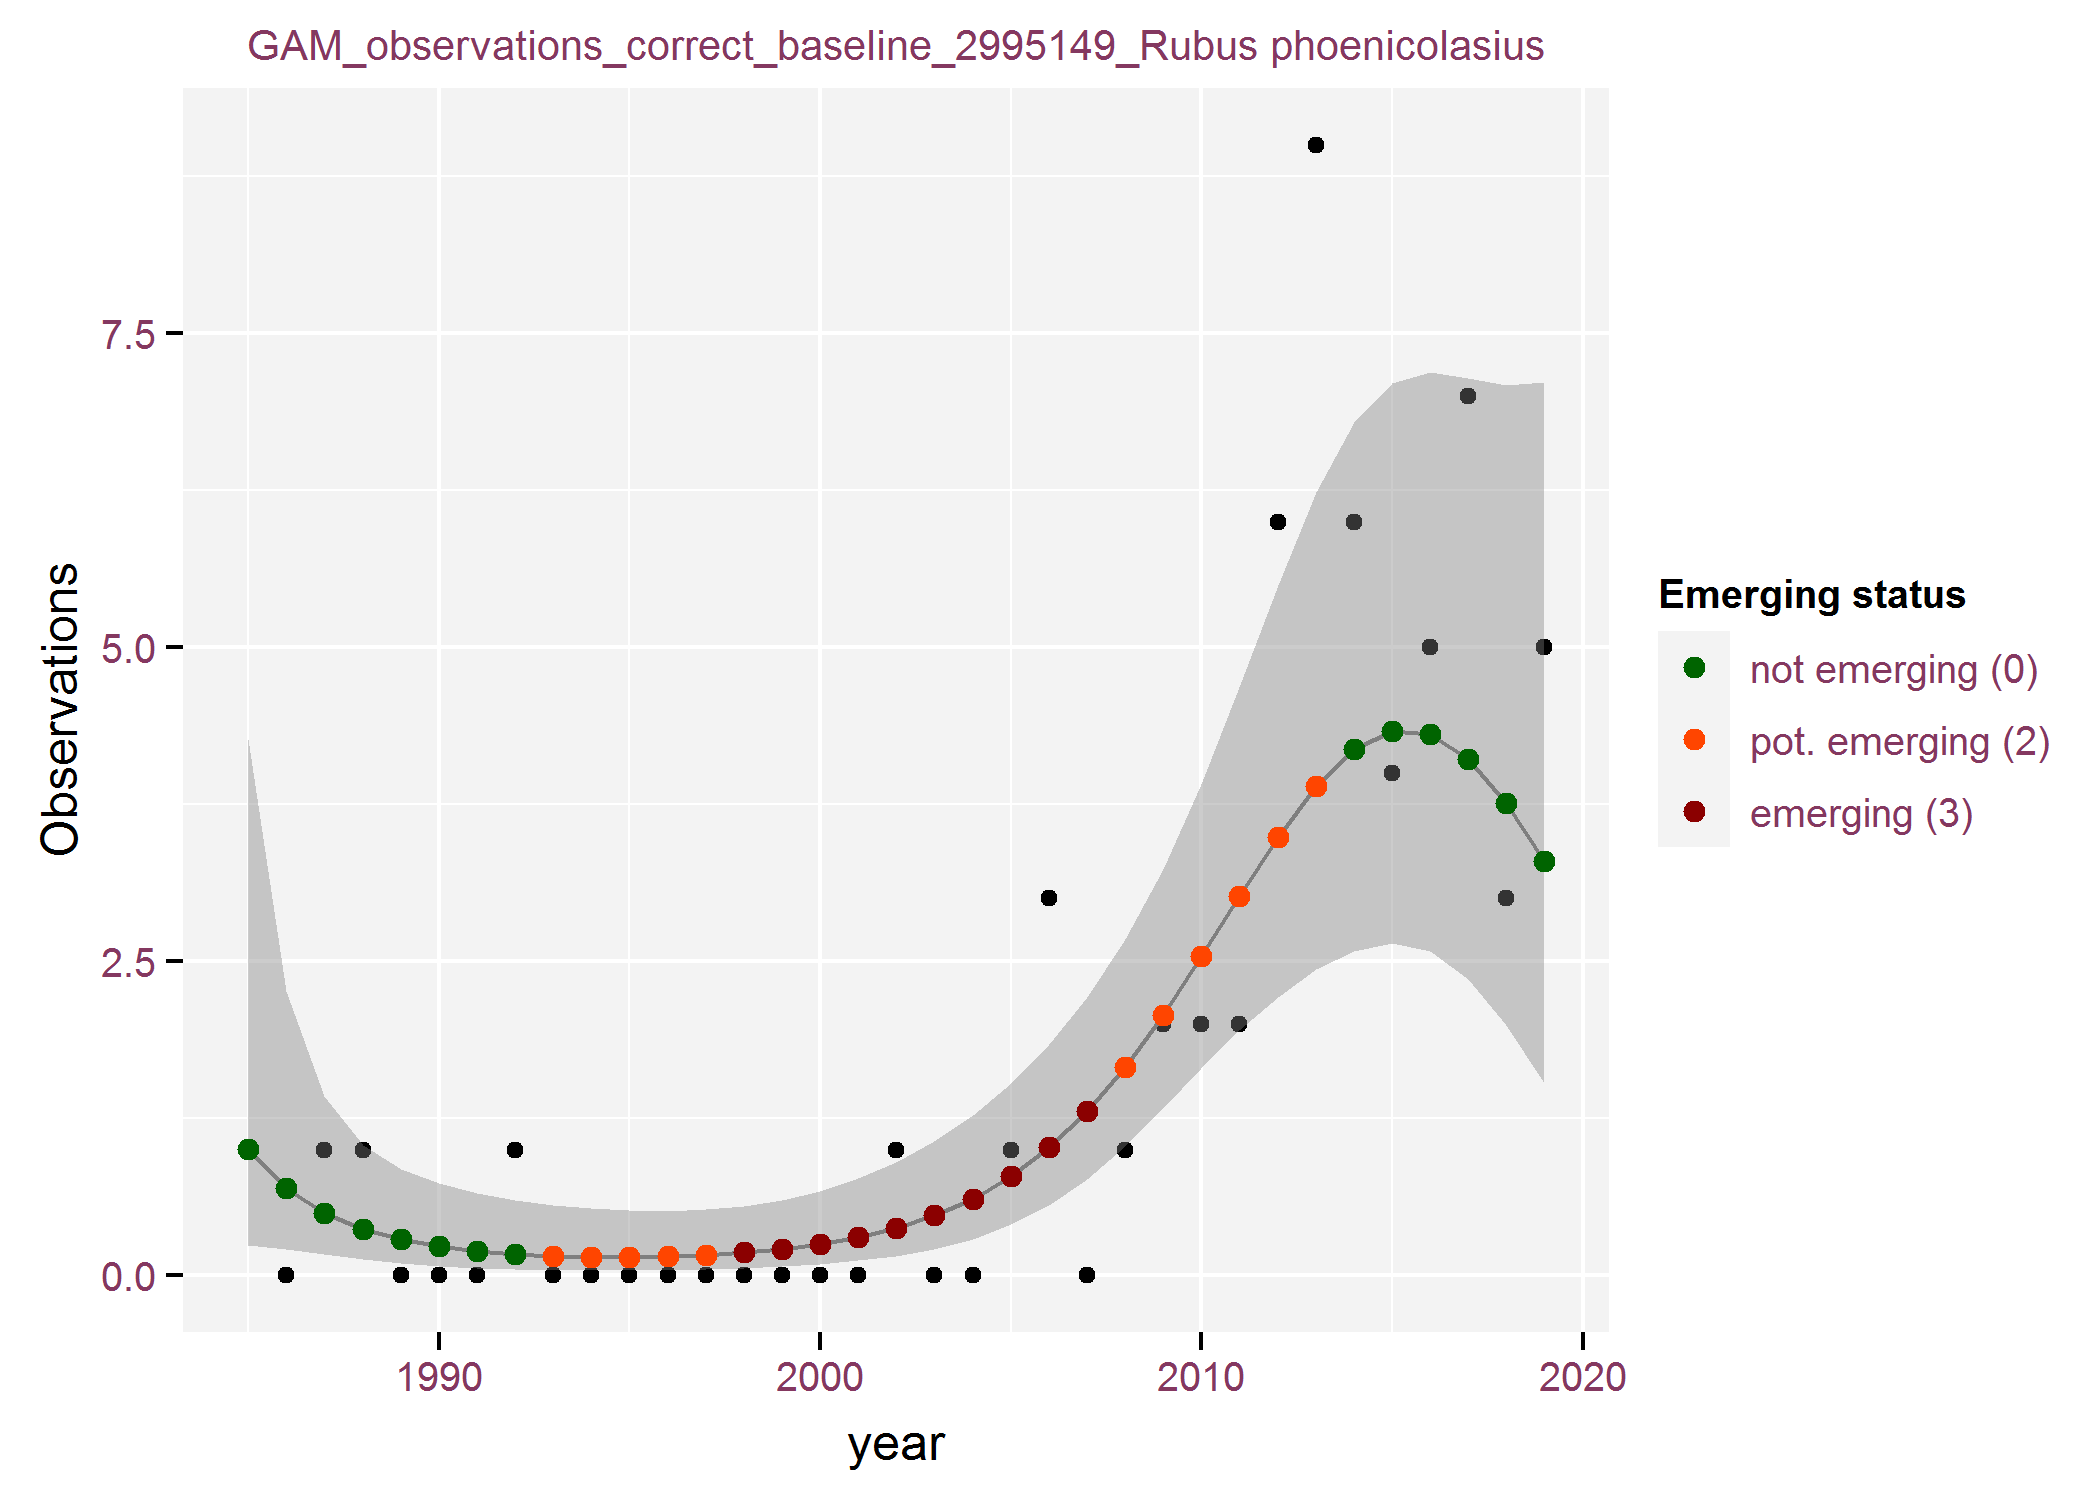 GAM_observations_correct_baseline_2995149_Rubus phoenicolasius
Observations
7.5
5.0
2.5
0.0
1990 2000 2010 2020
year
Emerging status
not emerging (0)
pot. emerging (2)
emerging (3)